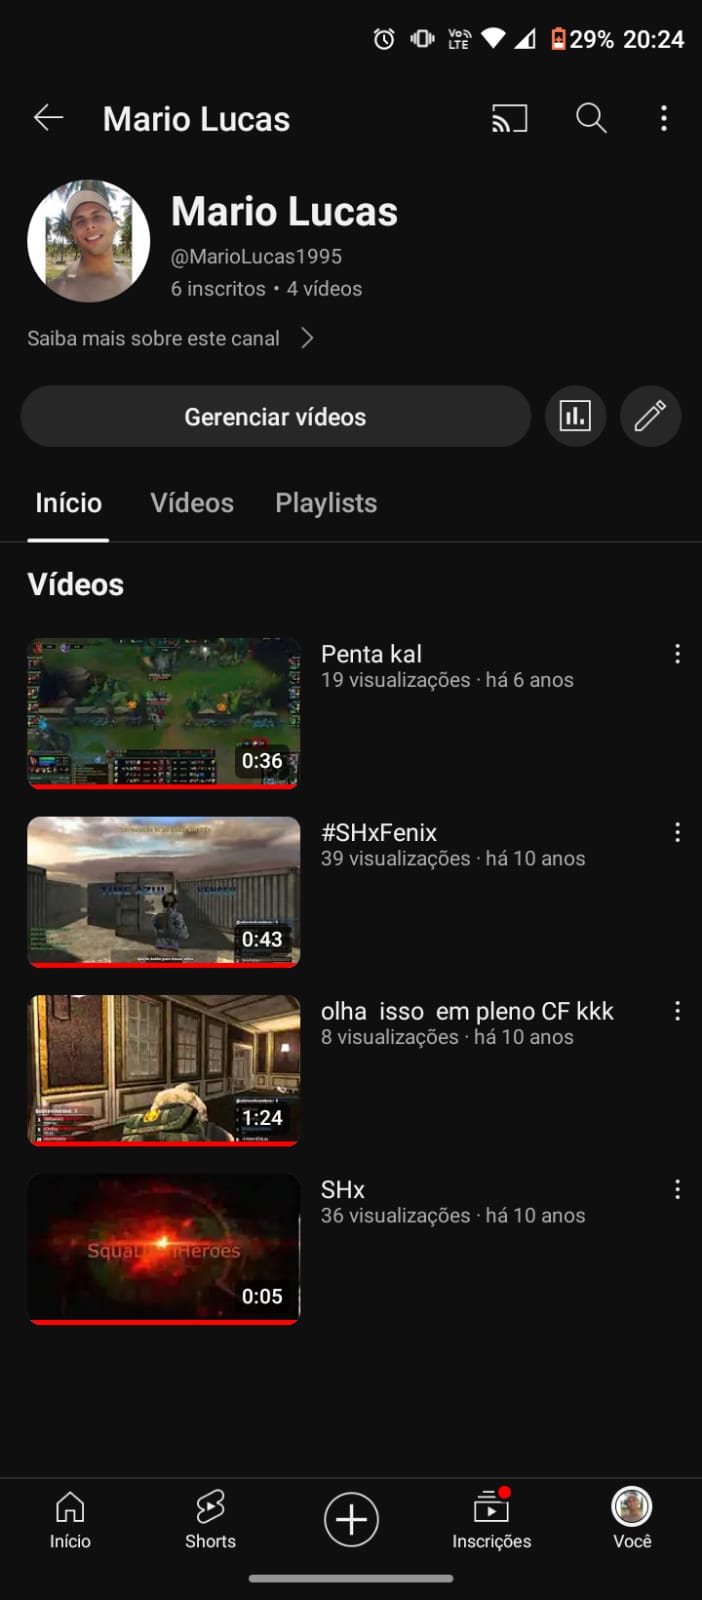 Vo)) LTE 29% 20:24
Mario Lucas
Mario Lucas
@MarioLucas1995
6 inscritos • 4 vídeos
Saiba mais sobre este canal
Gerenciar vídeos
Início Vídeos Playlists
Vídeos
Penta kal
19 visualizações · há 6 anos
0:36
#SHxFenix
39 visualizações · há 10 anos
TIME AZUL VENCEU
0:43
olha isso em pleno CF kkk
8 visualizações · há 10 anos
1:24
SHx
36 visualizações · há 10 anos
0:05
Início Shorts Inscrições Você